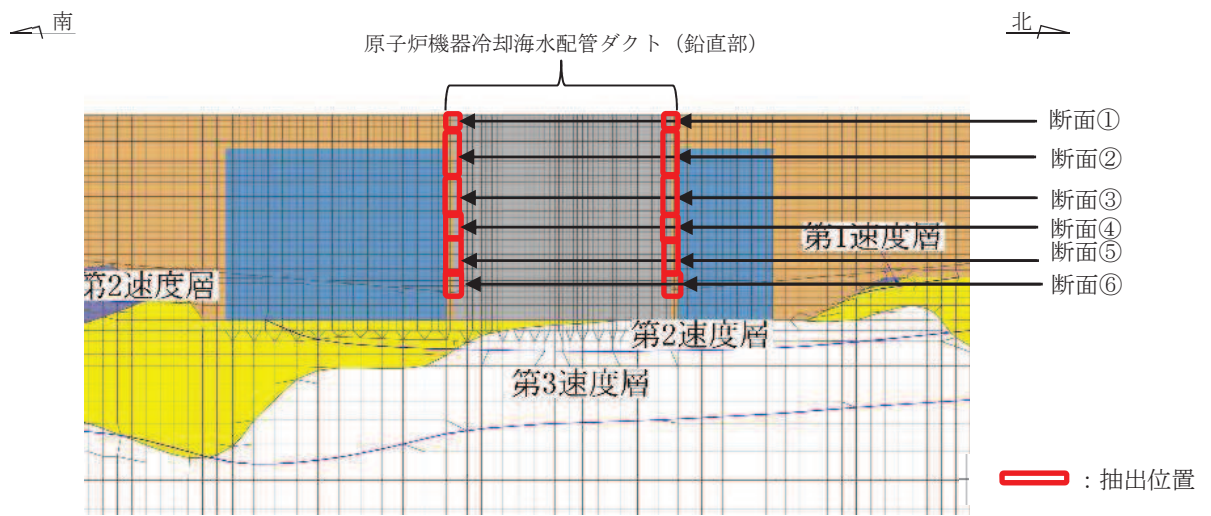 南
北
原子炉機器冷却海水配管ダクト（鉛直部）
断面①
断面②
断面③
断面④
断面⑤
断面⑥
第1速度層
第2速度層
第2速度層
第3速度層
：抽出位置